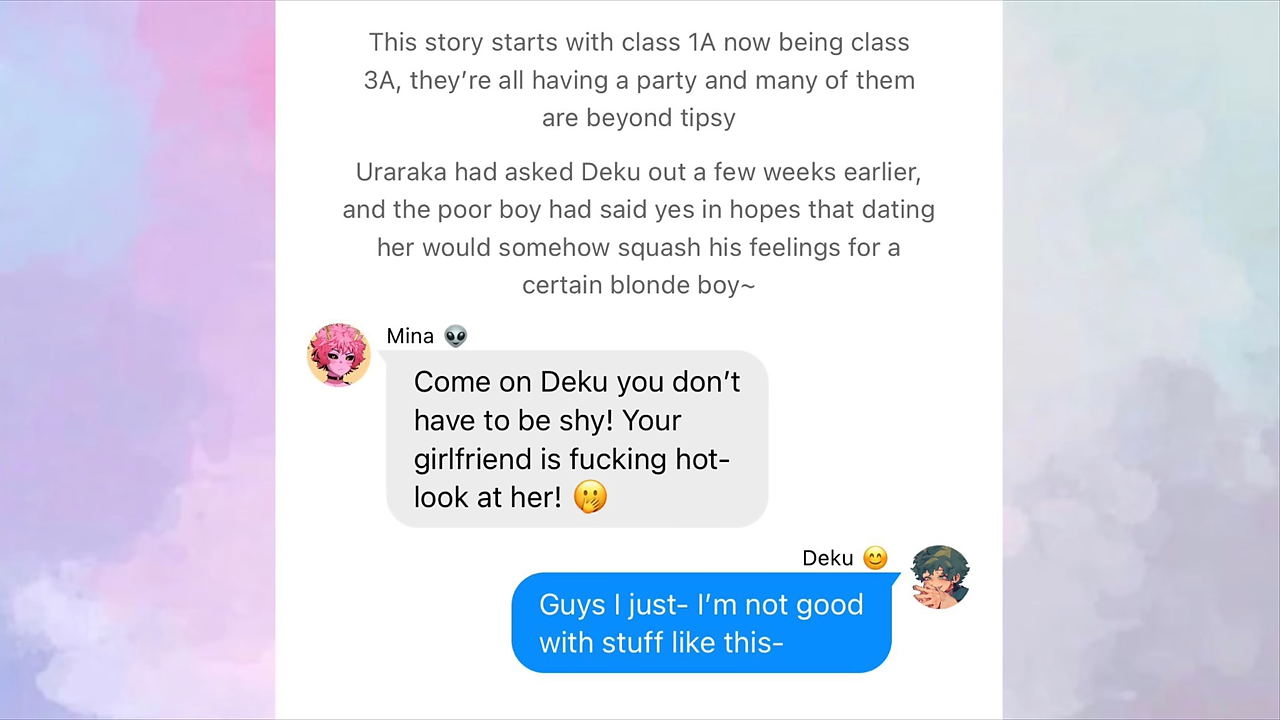 This story starts with class 1A now being class
3A, they’re all having a party and many of them
are beyond tipsy
Uraraka had asked Deku out a few weeks earlier,
and the poor boy had said yes in hopes that dating
her would somehow squash his feelings for a
certain blonde boy~
Mina 👽
Come on Deku you don’t
have to be shy! Your
girlfriend is fucking hot-
look at her! 🫢
Deku 😊
Guys I just- I’m not good
with stuff like this-